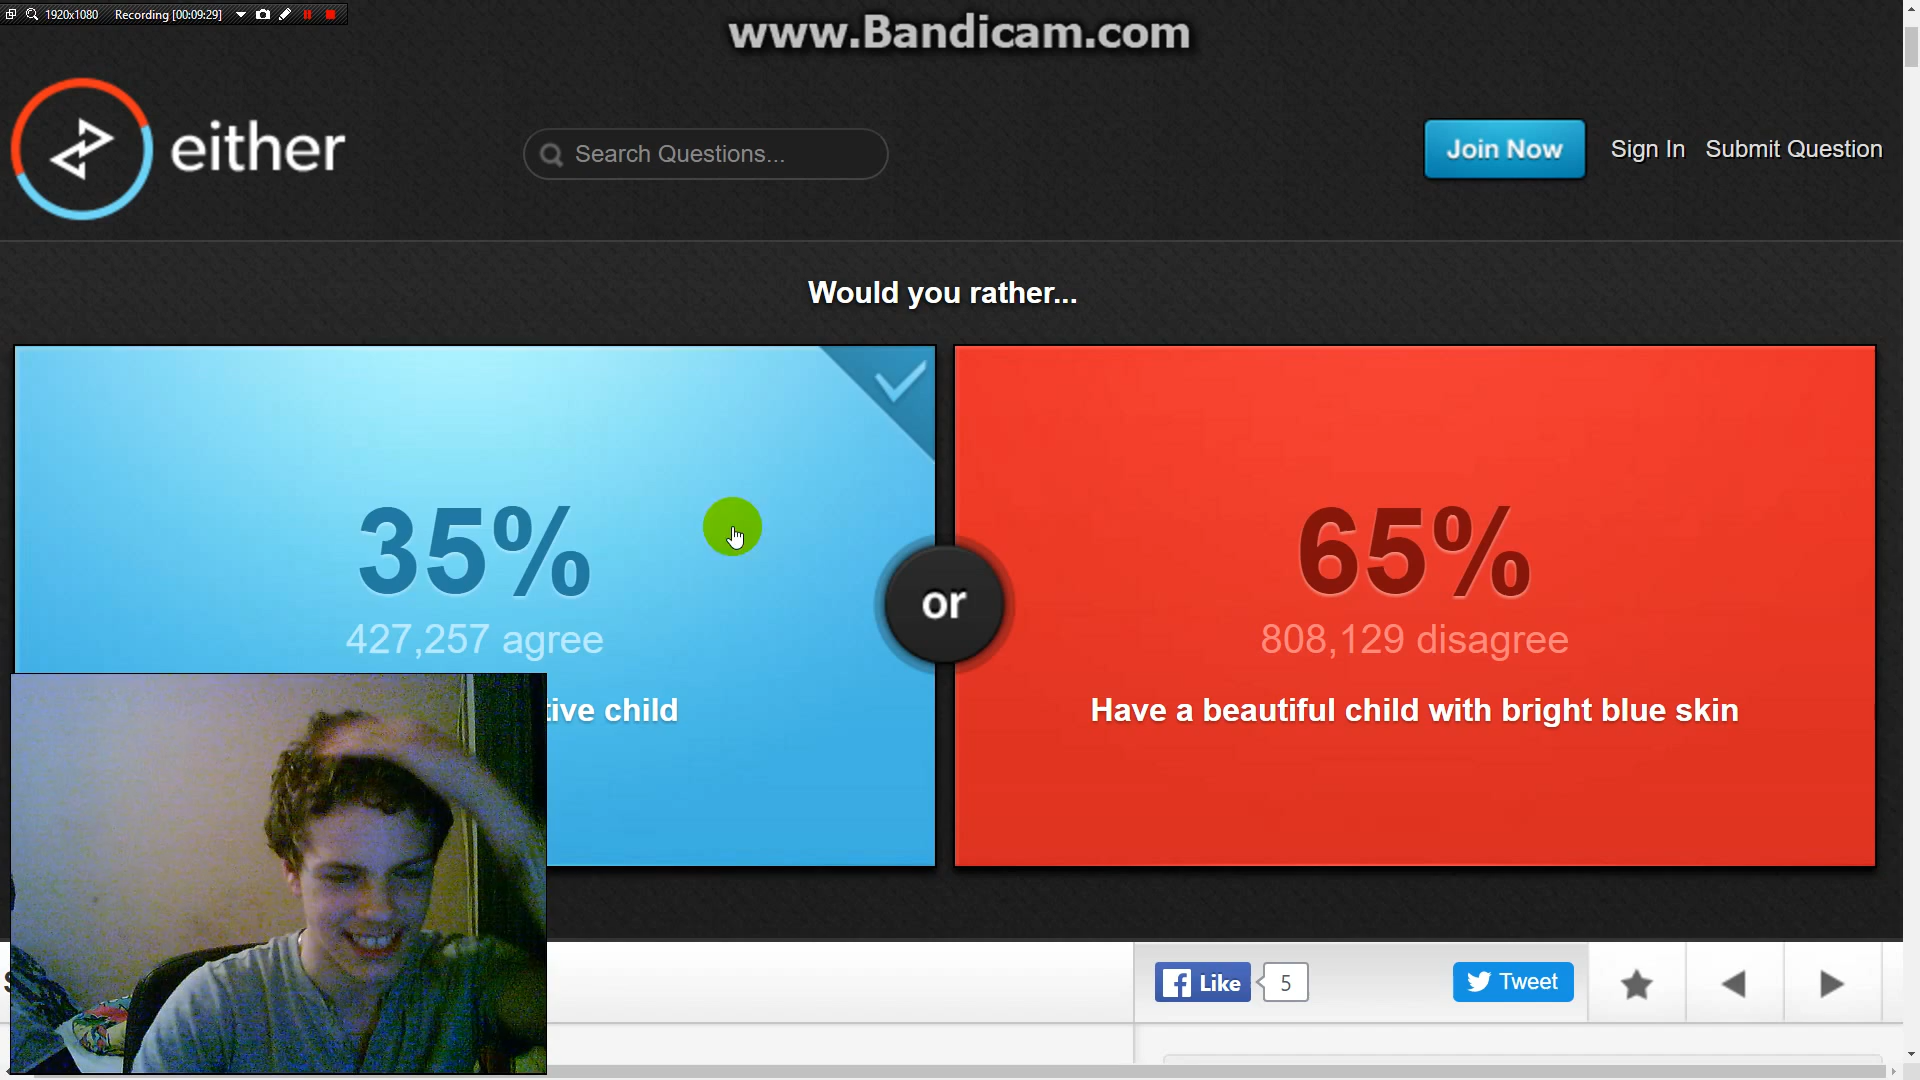 1920x1080 Recording [00:09:29]
www.Bandicam.com
either
Search Questions...
Join Now
Sign In
Submit Question
Would you rather...
35%
427,257 agree
tive child
or
65%
808,129 disagree
Have a beautiful child with bright blue skin
Like
5
Tweet